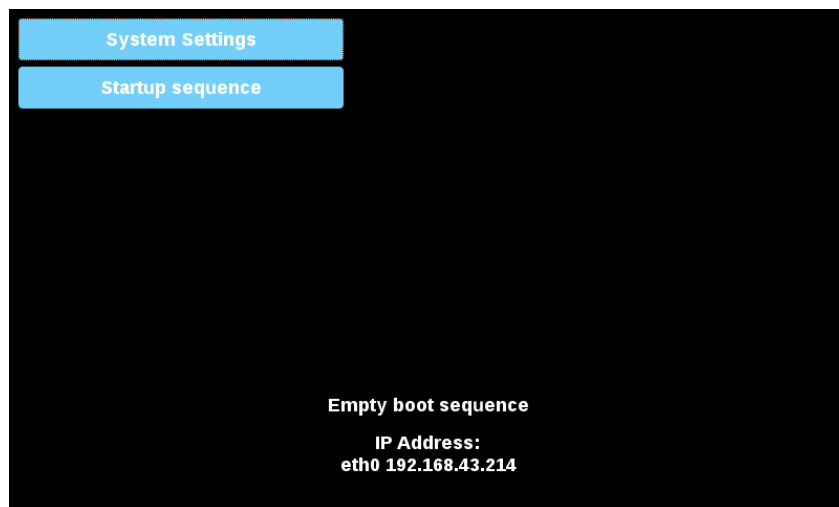 System Settings
Startup sequence
Empty boot sequence
IP Address:
eth0 192.168.43.214